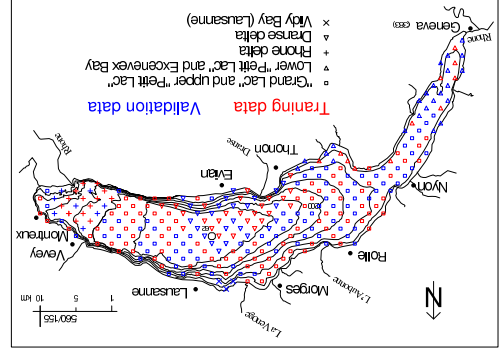 N
560/155
1 5 10 km
Lausanne
Morges
La Venoge
L'Aubonne
Rolle
Vevey
Montreux
Nyon
Evian
Rhone
Thonon
Dranse
Traning data Validation data
"Grand Lac" and upper "Petit Lac"
Lower "Petit Lac" and Excenevex Bay
Rhone delta
Dranse delta
Vidy Bay (Lausanne)
Geneva
Rhone